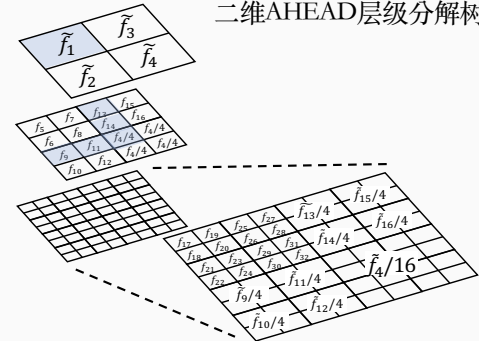 二维AHEAD层级分解树
f̃₁ f̃₃
f̃₂ f̃₄
f₅ f₇ f₁₃ f₁₅
f₆ f₈ f₁₄ f₁₆
f₉ f₁₁ f₄/4 f₄/4
f₁₀ f₁₂ f₄/4 f₄/4
f₁₇ f₁₉ f₂₅ f₂₇ f̃₁₃/4 f̃₁₅/4
f₁₈ f₂₀ f₂₆ f₂₈
f₂₁ f₂₃ f₂₉ f₃₁ f̃₁₄/4 f̃₁₆/4
f₂₂ f₂₄ f₃₀ f₃₂
f̃₉/4 f̃₁₁/4 f̃₄/16
f̃₁₀/4 f̃₁₂/4